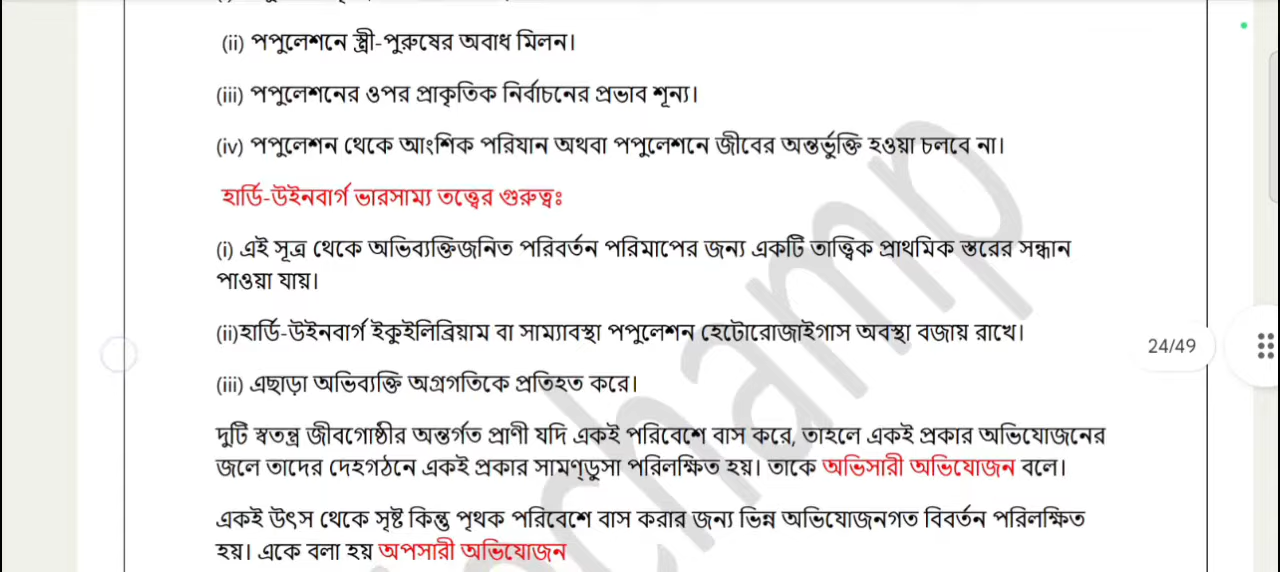 (ii) পপুলেশনে স্ত্রী-পুরুষের অবাধ মিলন।
(iii) পপুলেশনের ওপর প্রাকৃতিক নির্বাচনের প্রভাব শূন্য।
(iv) পপুলেশন থেকে আংশিক পরিযান অথবা পপুলেশনে জীবের অন্তর্ভুক্তি হওয়া চলবে না।
হার্ডি-উইনবার্গ ভারসাম্য তত্ত্বের গুরুত্বঃ
(i) এই সূত্র থেকে অভিব্যক্তিজনিত পরিবর্তন পরিমাপের জন্য একটি তাত্ত্বিক প্রাথমিক স্তরের সন্ধান
পাওয়া যায়।
(ii)হার্ডি-উইনবার্গ ইকুইলিব্রিয়াম বা সাম্যাবস্থা পপুলেশন হেটোরোজাইগাস অবস্থা বজায় রাখে।
24/49
(iii) এছাড়া অভিব্যক্তি অগ্রগতিকে প্রতিহত করে।
দুটি স্বতন্ত্র জীবগোষ্ঠীর অন্তর্গত প্রাণী যদি একই পরিবেশে বাস করে, তাহলে একই প্রকার অভিযোজনের
জলে তাদের দেহগঠনে একই প্রকার পরিলক্ষিত হয়। তাকে অভিসারী অভিযোজন বলে।
একই উৎস থেকে সৃষ্ট কিন্তু পৃথক পরিবেশে বাস করার জন্য ভিন্ন অভিযোজনগত বিবর্তন পরিলক্ষিত
হয়। একে বলা হয় অপসারী অভিযোজন